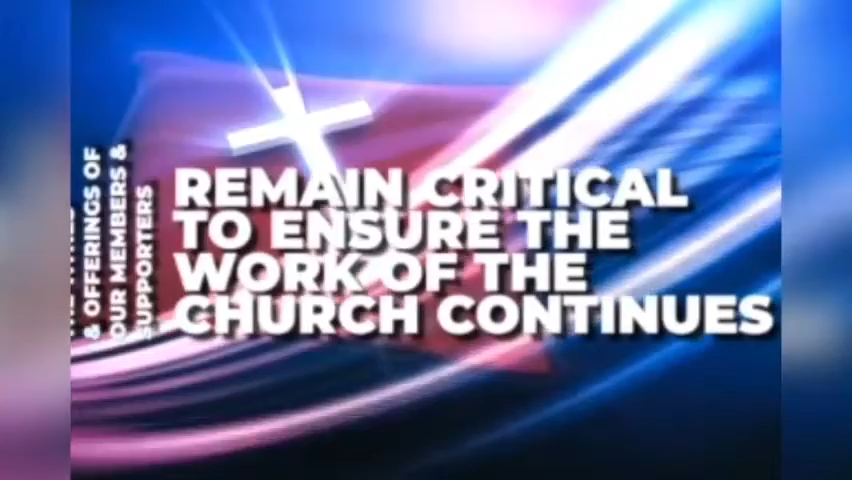 & OFFERINGS OF
OUR MEMBERS &
SUPPORTERS
REMAIN CRITICAL
TO ENSURE THE
WORK OF THE
CHURCH CONTINUES